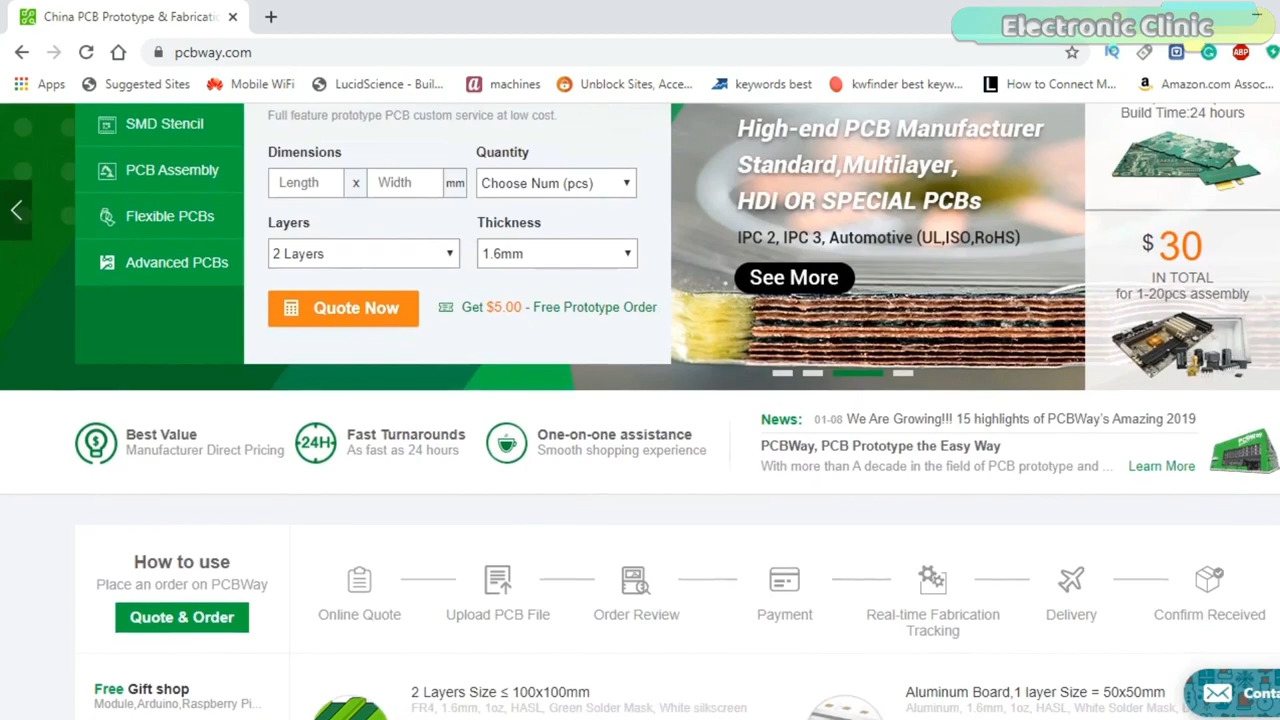 China PCB Prototype & Fabricati
Electronic Clinic
pcbway.com
ABP
Apps
Suggested Sites
Mobile WiFi
LucidScience - Buil...
machines
Unblock Sites, Acce...
keywords best
kwfinder best keyw...
How to Connect M...
Amazon.com Assoc...
SMD Stencil
PCB Assembly
Flexible PCBs
Advanced PCBs
Full feature prototype PCB custom service at low cost.
Dimensions
Quantity
Length x Width mm
Choose Num (pcs)
Layers
Thickness
2 Layers
1.6mm
Quote Now
Get $5.00 - Free Prototype Order
High-end PCB Manufacturer
Standard,Multilayer,
HDI OR SPECIAL PCBs
IPC 2, IPC 3, Automotive (UL,ISO,RoHS)
See More
Build Time:24 hours
$ 30
IN TOTAL
for 1-20pcs assembly
Best Value
Manufacturer Direct Pricing
24H
Fast Turnarounds
As fast as 24 hours
One-on-one assistance
Smooth shopping experience
News: 01-08 We Are Growing!!! 15 highlights of PCBWay's Amazing 2019
PCBWay, PCB Prototype the Easy Way
With more than A decade in the field of PCB prototype and ... Learn More
PCBWay
How to use
Place an order on PCBWay
Quote & Order
Online Quote
Upload PCB File
Order Review
Payment
Real-time Fabrication
Tracking
Delivery
Confirm Received
Free Gift shop
Module,Arduino,Raspberry Pi...
2 Layers Size ≤ 100x100mm
FR4, 1.6mm, 1oz, HASL, Green Solder Mask, White silkscreen
Aluminum Board,1 layer Size = 50x50mm
Aluminum, 1.6mm, 1oz, HASL, White Solder Mask,
Conta